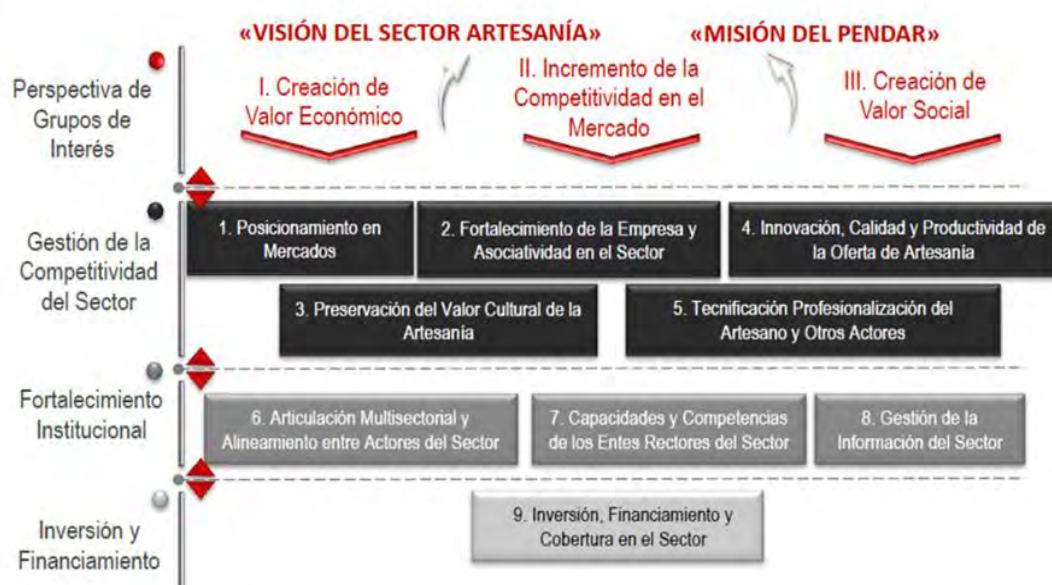 «VISIÓN DEL SECTOR ARTESANÍA»
«MISIÓN DEL PENDAR»
Perspectiva de
Grupos de
Interés
I. Creación de
Valor Económico
II. Incremento de la
Competitividad en el
Mercado
III. Creación de
Valor Social
Gestión de la
Competitividad
del Sector
1. Posicionamiento en
Mercados
2. Fortalecimiento de la Empresa y
Asociatividad en el Sector
4. Innovación, Calidad y Productividad de
la Oferta de Artesanía
3. Preservación del Valor Cultural de la
Artesanía
5. Tecnificación Profesionalización del
Artesano y Otros Actores
Fortalecimiento
Institucional
6. Articulación Multisectorial y
Alineamiento entre Actores del Sector
7. Capacidades y Competencias
de los Entes Rectores del Sector
8. Gestión de la
Información del Sector
Inversión y
Financiamiento
9. Inversión, Financiamiento y
Cobertura en el Sector